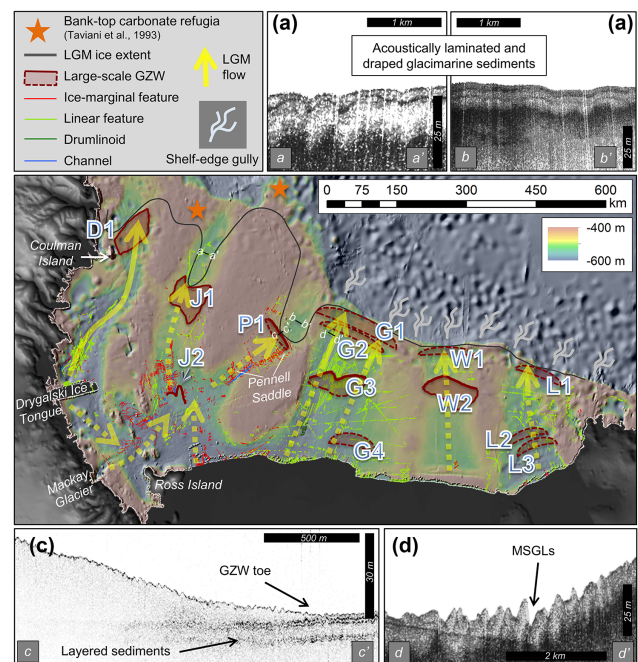 Bank-top carbonate refugia
(Taviani et al., 1993)
LGM ice extent
Large-scale GZW
Ice-marginal feature
Linear feature
Drumlinoid
Channel
LGM
flow
Shelf-edge gully
(a)
1 km
1 km
(a)
Acoustically laminated and
draped glacimarine sediments
25 m
25 m
a
a'
b
b'
0 45 75 150 300 450 600
km
-400 m
-600 m
D1
Coulman
Island
a a'
J1
P1
b b'
c c'
d
G1
G2
J2
W1
Pennell
Saddle
G3
W2
L1
Drygalski Ice
Tongue
G4
L2
L3
Mackay
Glacier
Ross Island
(c)
500 m
30 m
GZW toe
Layered sediments
c
c'
(d)
MSGLs
25 m
2 km
d
d'